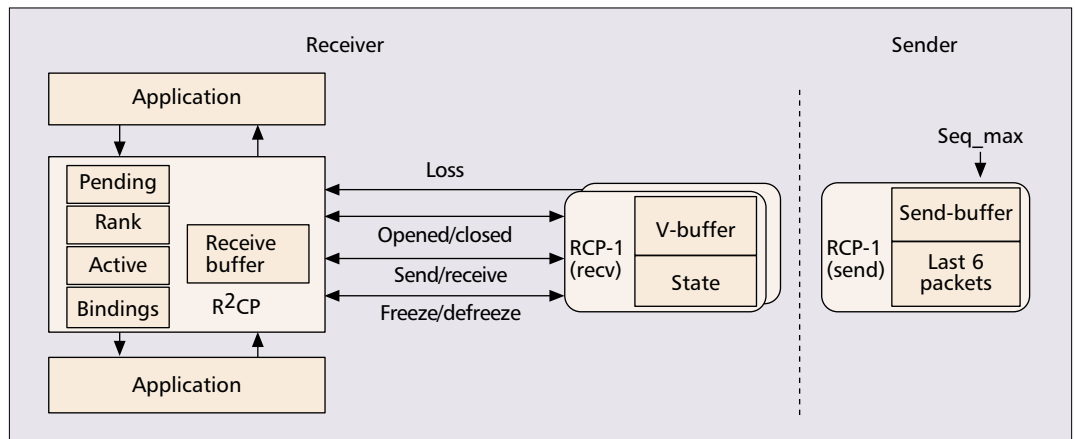 Receiver
Sender
Application
Pending
Rank
Active
Bindings
Receive
buffer
R²CP
Application
Loss
Opened/closed
Send/receive
Freeze/defreeze
RCP-1
(recv)
V-buffer
State
Seq_max
RCP-1
(send)
Send-buffer
Last 6
packets